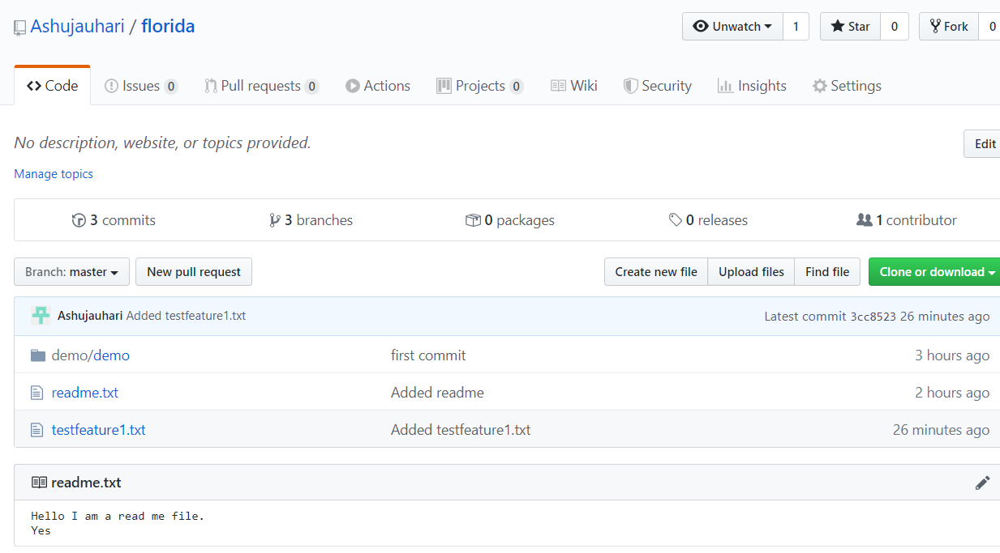 Ashujauhari / florida
Unwatch 1 Star 0 Fork 0
Code Issues 0 Pull requests 0 Actions Projects 0 Wiki Security Insights Settings
No description, website, or topics provided.
Edit
Manage topics
3 commits 3 branches 0 packages 0 releases 1 contributor
Branch: master New pull request Create new file Upload files Find file Clone or download
Ashujauhari Added testfeature1.txt Latest commit 3cc8523 26 minutes ago
demo/demo first commit 3 hours ago
readme.txt Added readme 2 hours ago
testfeature1.txt Added testfeature1.txt 26 minutes ago
readme.txt
Hello I am a read me file.
Yes